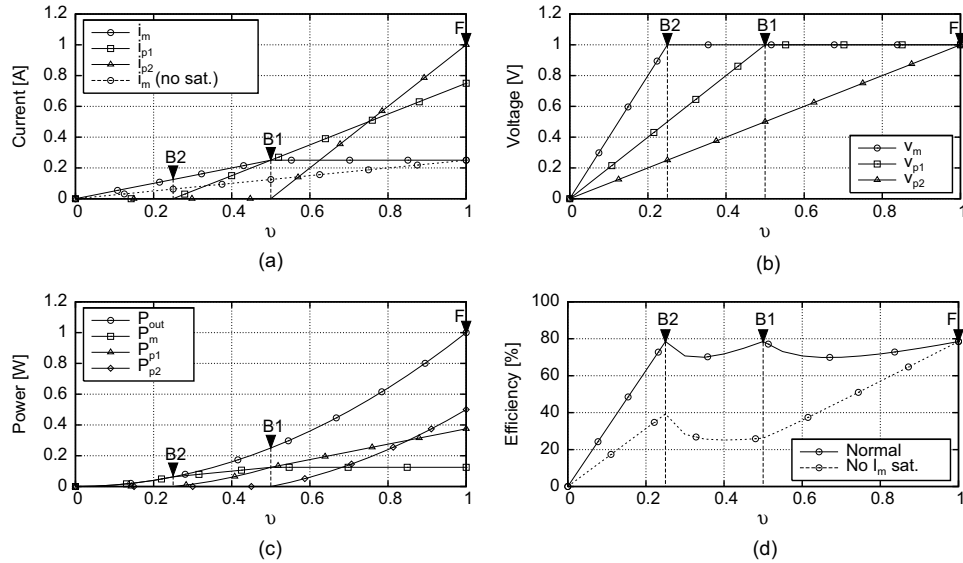 1.2
1
0.8
0.6
0.4
0.2
0
Current [A]
i_m
i_p1
i_p2
i_m (no sat.)
B2
B1
F
0 0.2 0.4 0.6 0.8 1
υ
(a)
1.2
1
0.8
0.6
0.4
0.2
0
Voltage [V]
B2
B1
F
v_m
v_p1
v_p2
0 0.2 0.4 0.6 0.8 1
υ
(b)
1.2
1
0.8
0.6
0.4
0.2
0
Power [W]
P_out
P_m
P_p1
P_p2
B2
B1
F
0 0.2 0.4 0.6 0.8 1
υ
(c)
100
80
60
40
20
0
Efficiency [%]
B2
B1
F
Normal
No I_m sat.
0 0.2 0.4 0.6 0.8 1
υ
(d)